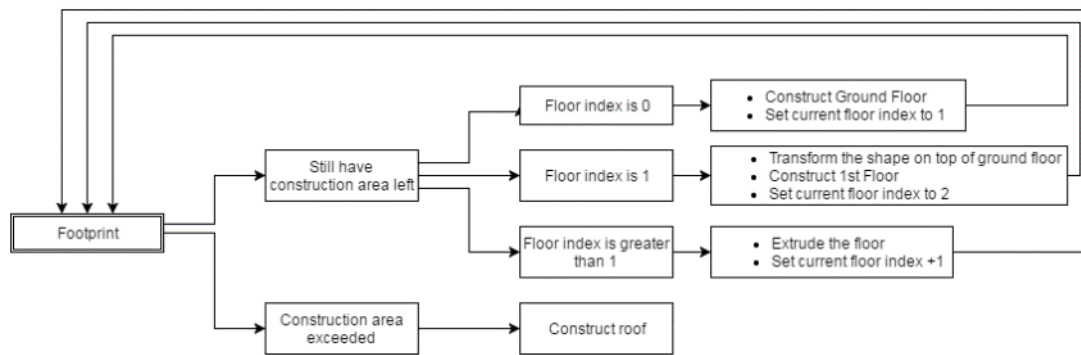 Floor index is 0
• Construct Ground Floor
• Set current floor index to 1
Still have
construction area left
Floor index is 1
• Transform the shape on top of ground floor
• Construct 1st Floor
• Set current floor index to 2
Footprint
Floor index is greater
than 1
• Extrude the floor
• Set current floor index +1
Construction area
exceeded
Construct roof